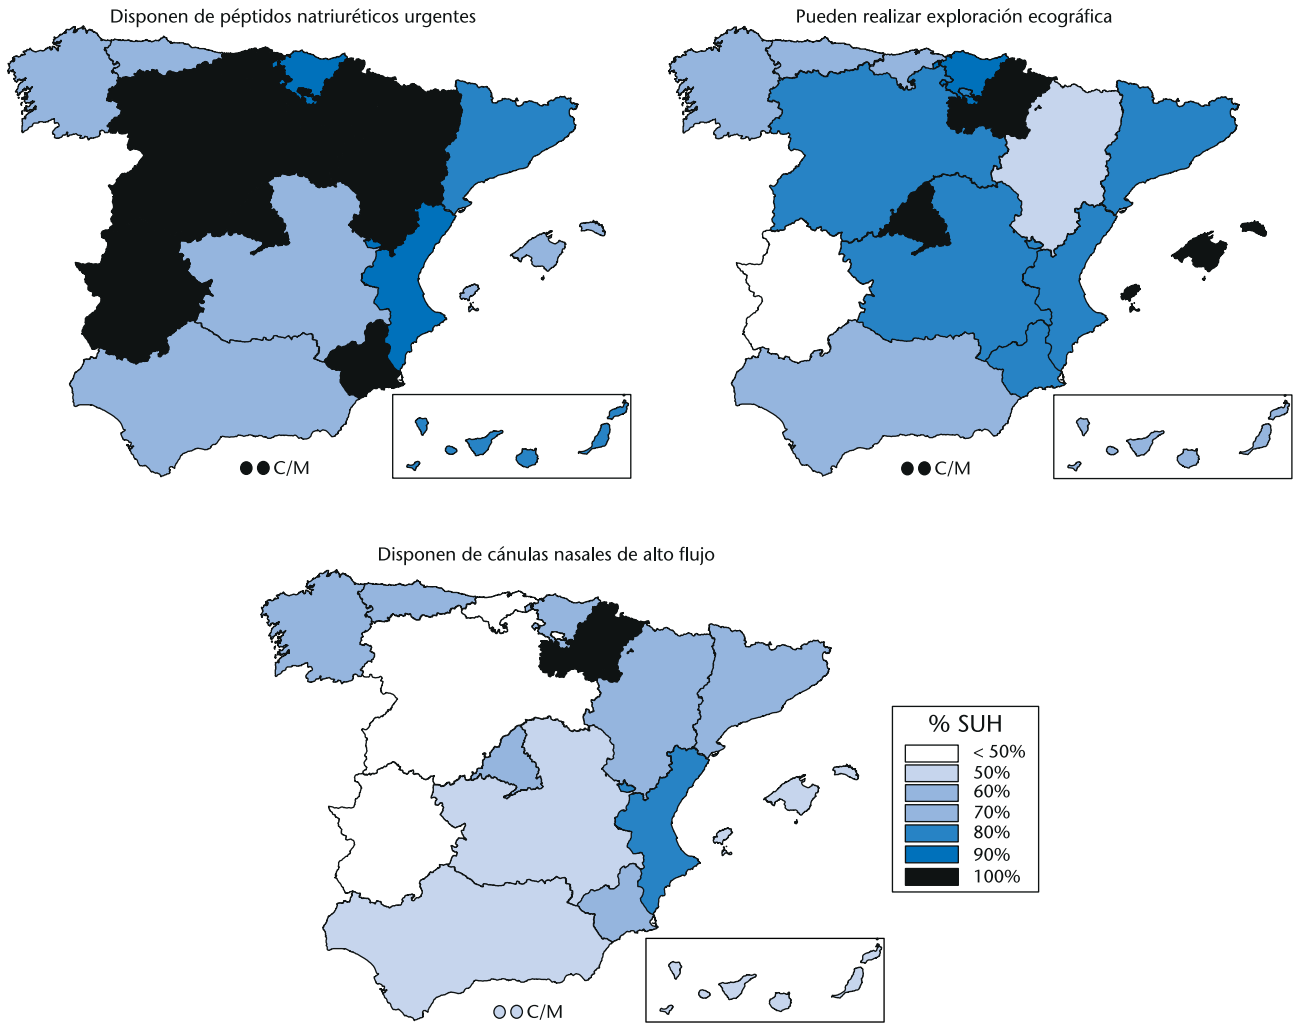 Disponen de péptidos natriuréticos urgentes
Pueden realizar exploración ecográfica
C/M
C/M
Disponen de cánulas nasales de alto flujo
% SUH
< 50%
50%
60%
70%
80%
90%
100%
C/M